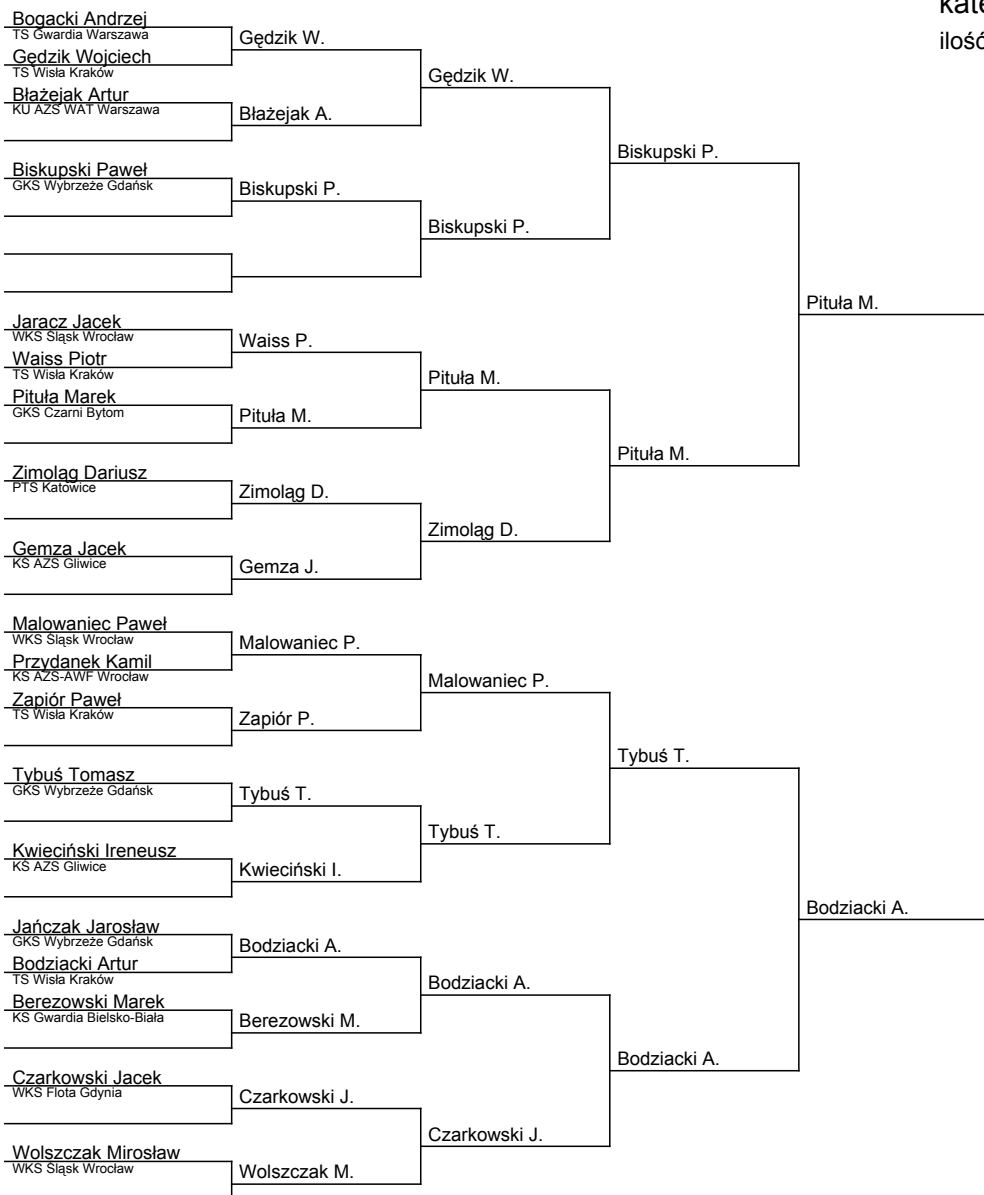 kate
ilość
Bogacki Andrzej
TS Gwardia Warszawa
Gędzik Wojciech
TS Wisła Kraków
Błażejak Artur
KU AZS WAT Warszawa
Biskupski Paweł
GKS Wybrzeże Gdańsk
Jaracz Jacek
WKS Śląsk Wrocław
Waiss Piotr
TS Wisła Kraków
Pituła Marek
GKS Czarni Bytom
Zimoląg Dariusz
PTS Katowice
Gemza Jacek
KS AZS Gliwice
Malowaniec Paweł
WKS Śląsk Wrocław
Przydanek Kamil
KS AZS-AWF Wrocław
Zapiór Paweł
TS Wisła Kraków
Tybuś Tomasz
GKS Wybrzeże Gdańsk
Kwieciński Ireneusz
KS AZS Gliwice
Jańczak Jarosław
GKS Wybrzeże Gdańsk
Bodziacki Artur
TS Wisła Kraków
Berezowski Marek
KS Gwardia Bielsko-Biała
Czarkowski Jacek
WKS Flota Gdynia
Wolszczak Mirosław
WKS Śląsk Wrocław
Gędzik W.
Błażejak A.
Biskupski P.
Waiss P.
Pituła M.
Zimoląg D.
Gemza J.
Malowaniec P.
Zapiór P.
Tybuś T.
Kwieciński I.
Bodziacki A.
Berezowski M.
Czarkowski J.
Wolszczak M.
Gędzik W.
Biskupski P.
Pituła M.
Zimoląg D.
Malowaniec P.
Tybuś T.
Bodziacki A.
Czarkowski J.
Biskupski P.
Pituła M.
Tybuś T.
Bodziacki A.
Pituła M.
Bodziacki A.